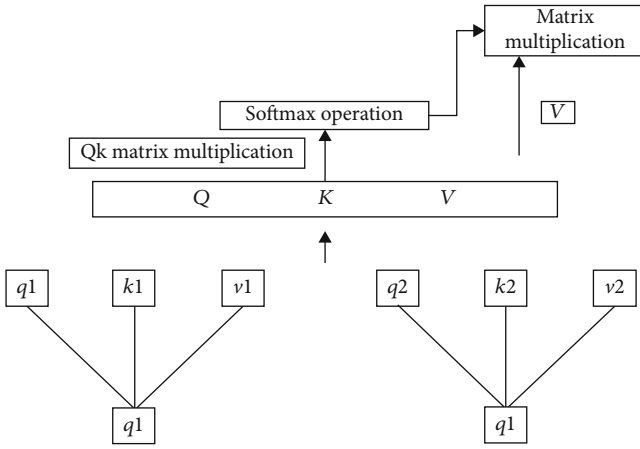 Matrix
multiplication
Softmax operation
V
Qk matrix multiplication
Q K V
q1 k1 v1 q2 k2 v2
q1 q1